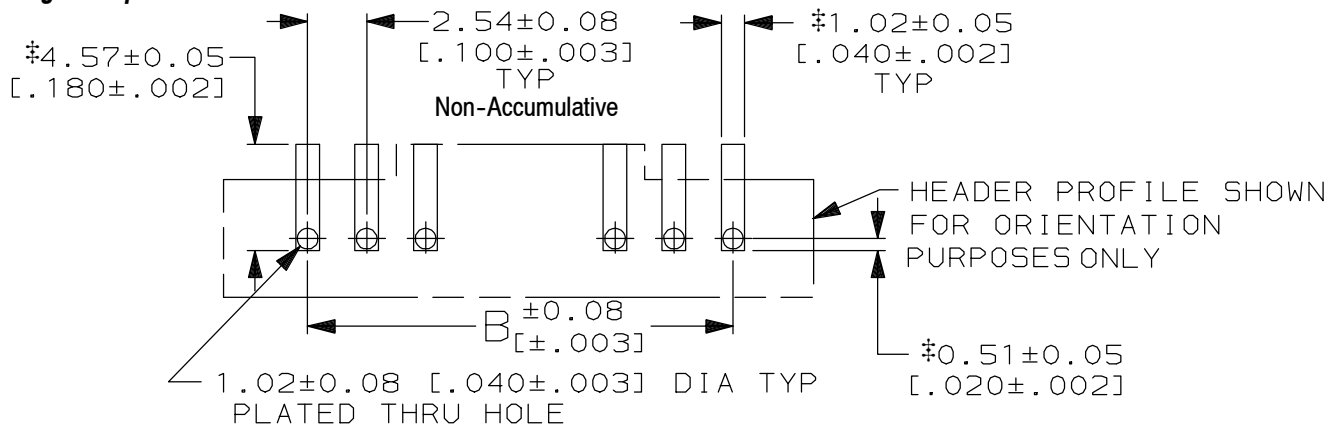 2.54±0.08
[.100±.003]
TYP
Non-Accumulative
‡1.02±0.05
[.040±.002]
TYP
‡4.57±0.05
[.180±.002]
HEADER PROFILE SHOWN
FOR ORIENTATION
PURPOSES ONLY
B ±0.08
[±.003]
‡0.51±0.05
[.020±.002]
1.02±0.08 [.040±.003] DIA TYP
PLATED THRU HOLE